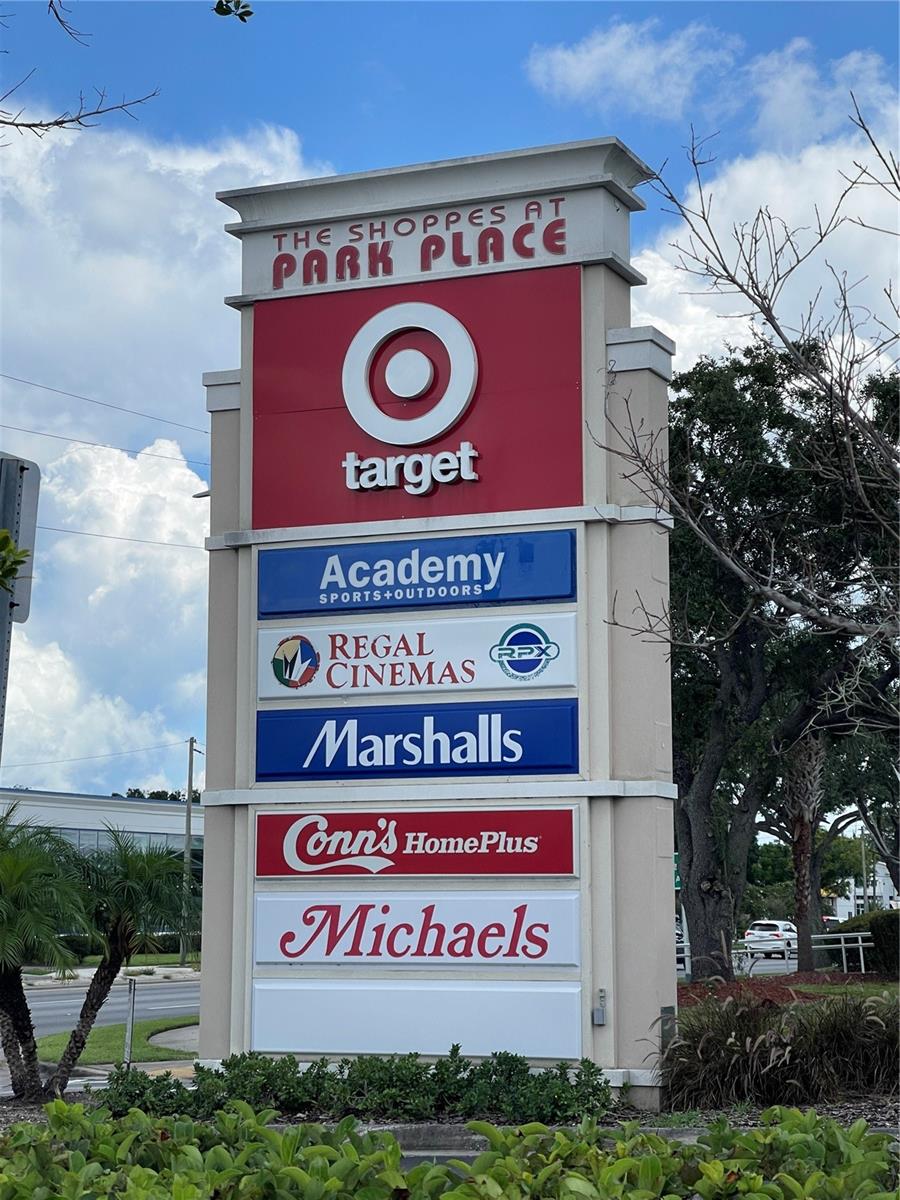 THE SHOPPES AT
PARK PLACE
target
Academy
SPORTS+OUTDOORS
REGAL
CINEMAS
RPX
Marshalls
Conn's HomePlus
Michaels